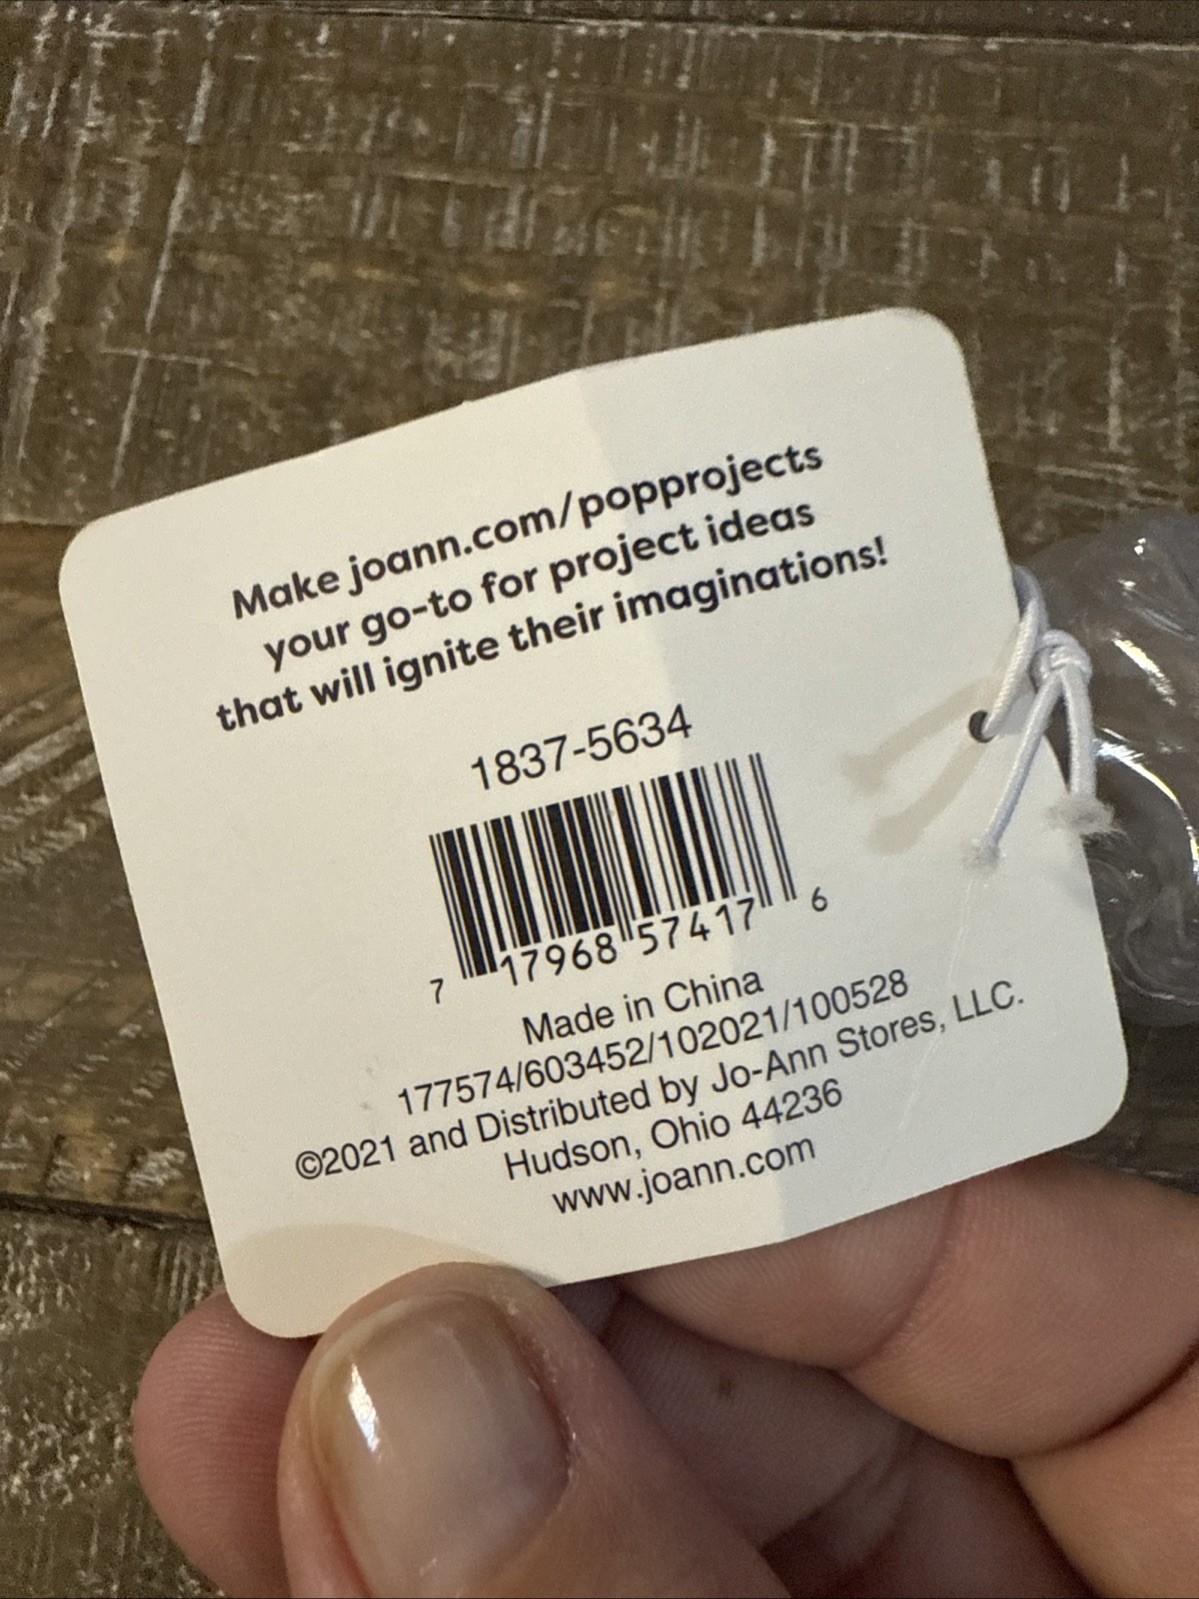 Make joann.com/popprojects
your go-to for project ideas
that will ignite their imaginations!
1837-5634
7 17968 57417 6
Made in China
177574/603452/102021/100528
©2021 and Distributed by Jo-Ann Stores, LLC.
Hudson, Ohio 44236
www.joann.com